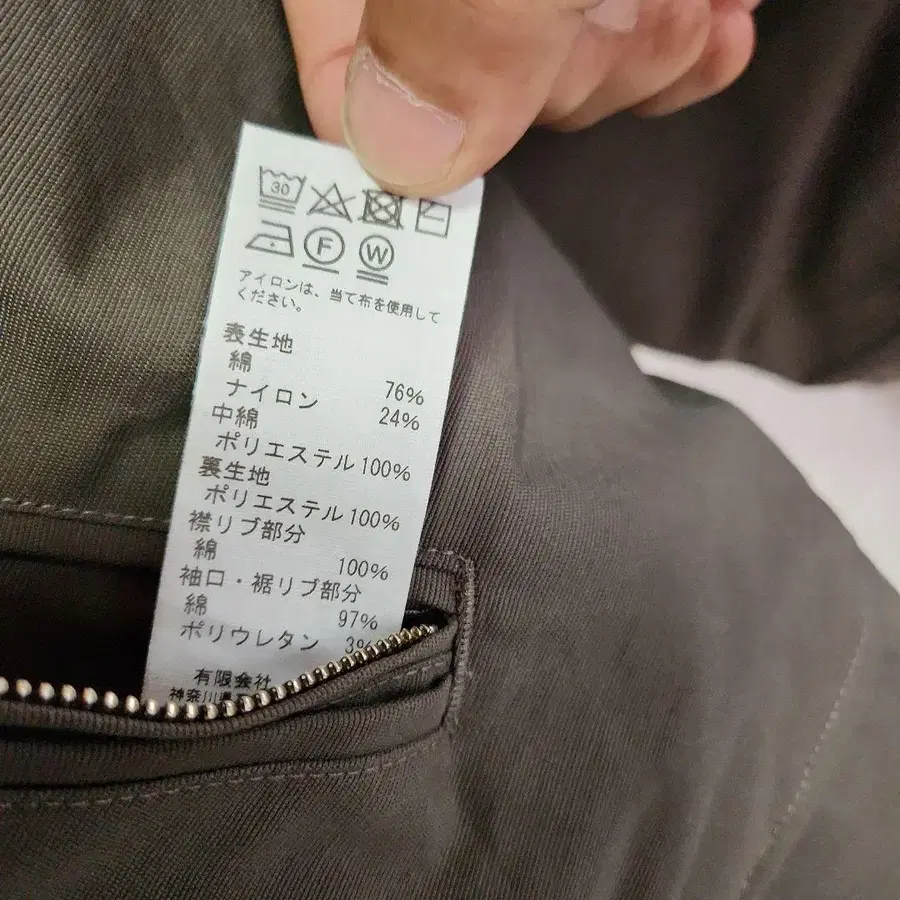 30
F W
アイロンは、当て布を使用して
ください。
表生地
綿 76%
ナイロン 24%
中綿
ポリエステル 100%
裏生地
ポリエステル 100%
襟リブ部分
綿 100%
袖口・裾リブ部分
綿 97%
ポリウレタン 3%
有限会社
神奈川県